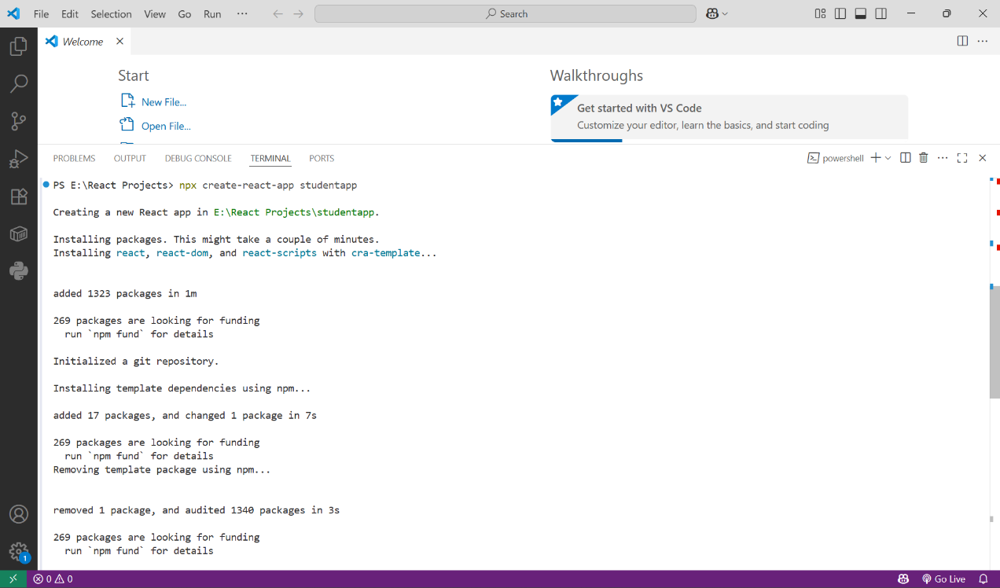 File Edit Selection View Go Run ··· Search
Welcome
Start
New File...
Open File...
Walkthroughs
Get started with VS Code
Customize your editor, learn the basics, and start coding
PROBLEMS OUTPUT DEBUG CONSOLE TERMINAL PORTS powershell
PS E:\React Projects> npx create-react-app studentapp
Creating a new React app in E:\React Projects\studentapp.
Installing packages. This might take a couple of minutes.
Installing react, react-dom, and react-scripts with cra-template...
added 1323 packages in 1m
269 packages are looking for funding
run `npm fund` for details
Initialized a git repository.
Installing template dependencies using npm...
added 17 packages, and changed 1 package in 7s
269 packages are looking for funding
run `npm fund` for details
Removing template package using npm...
removed 1 package, and audited 1340 packages in 3s
269 packages are looking for funding
run `npm fund` for details
1
0 0 Go Live